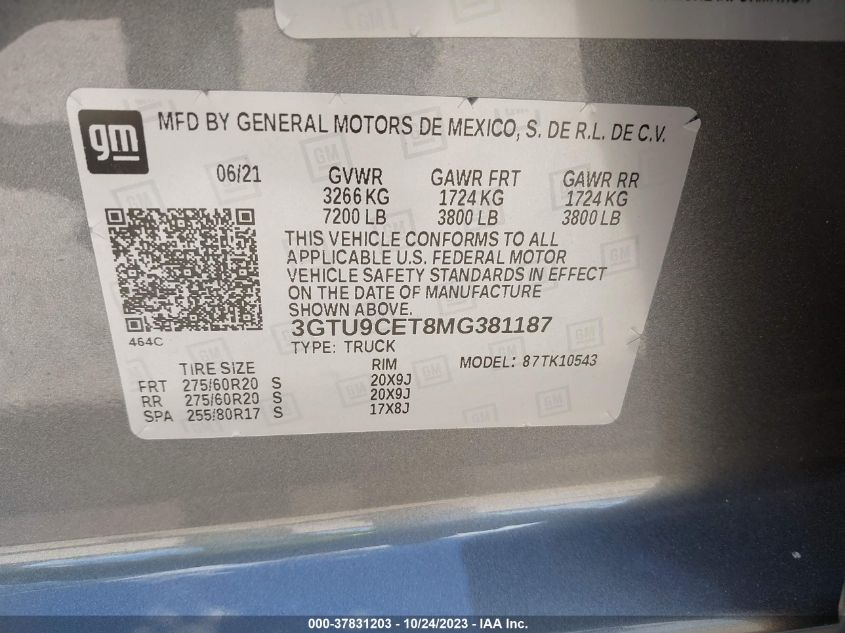 INFORMATION
gm
MFD BY GENERAL MOTORS DE MEXICO, S. DE R.L. DE C.V.
06/21 GVWR GAWR FRT GAWR RR
3266 KG 1724 KG 1724 KG
7200 LB 3800 LB 3800 LB
THIS VEHICLE CONFORMS TO ALL
APPLICABLE U.S. FEDERAL MOTOR
VEHICLE SAFETY STANDARDS IN EFFECT
ON THE DATE OF MANUFACTURE
SHOWN ABOVE.
464C 3GTU9CET8MG381187
TYPE: TRUCK MODEL: 87TK10543
TIRE SIZE RIM
FRT 275/60R20 S 20X9J
RR 275/60R20 S 20X9J
SPA 255/80R17 S 17X8J
000-37831203 - 10/24/2023 - IAA Inc.